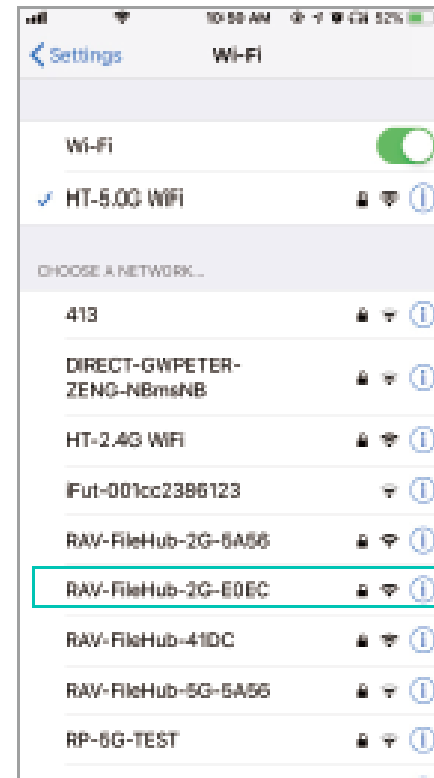 10:50 AM 52%
Settings Wi-Fi
Wi-Fi
HT-5.0G WiFi
CHOOSE A NETWORK...
413
DIRECT-GWPETER-
ZENG-NBmsNB
HT-2.4G WiFi
iFut-001cc2386123
RAV-FileHub-2G-5A56
RAV-FileHub-2G-E0EC
RAV-FileHub-41DC
RAV-FileHub-5G-5A56
RP-5G-TEST